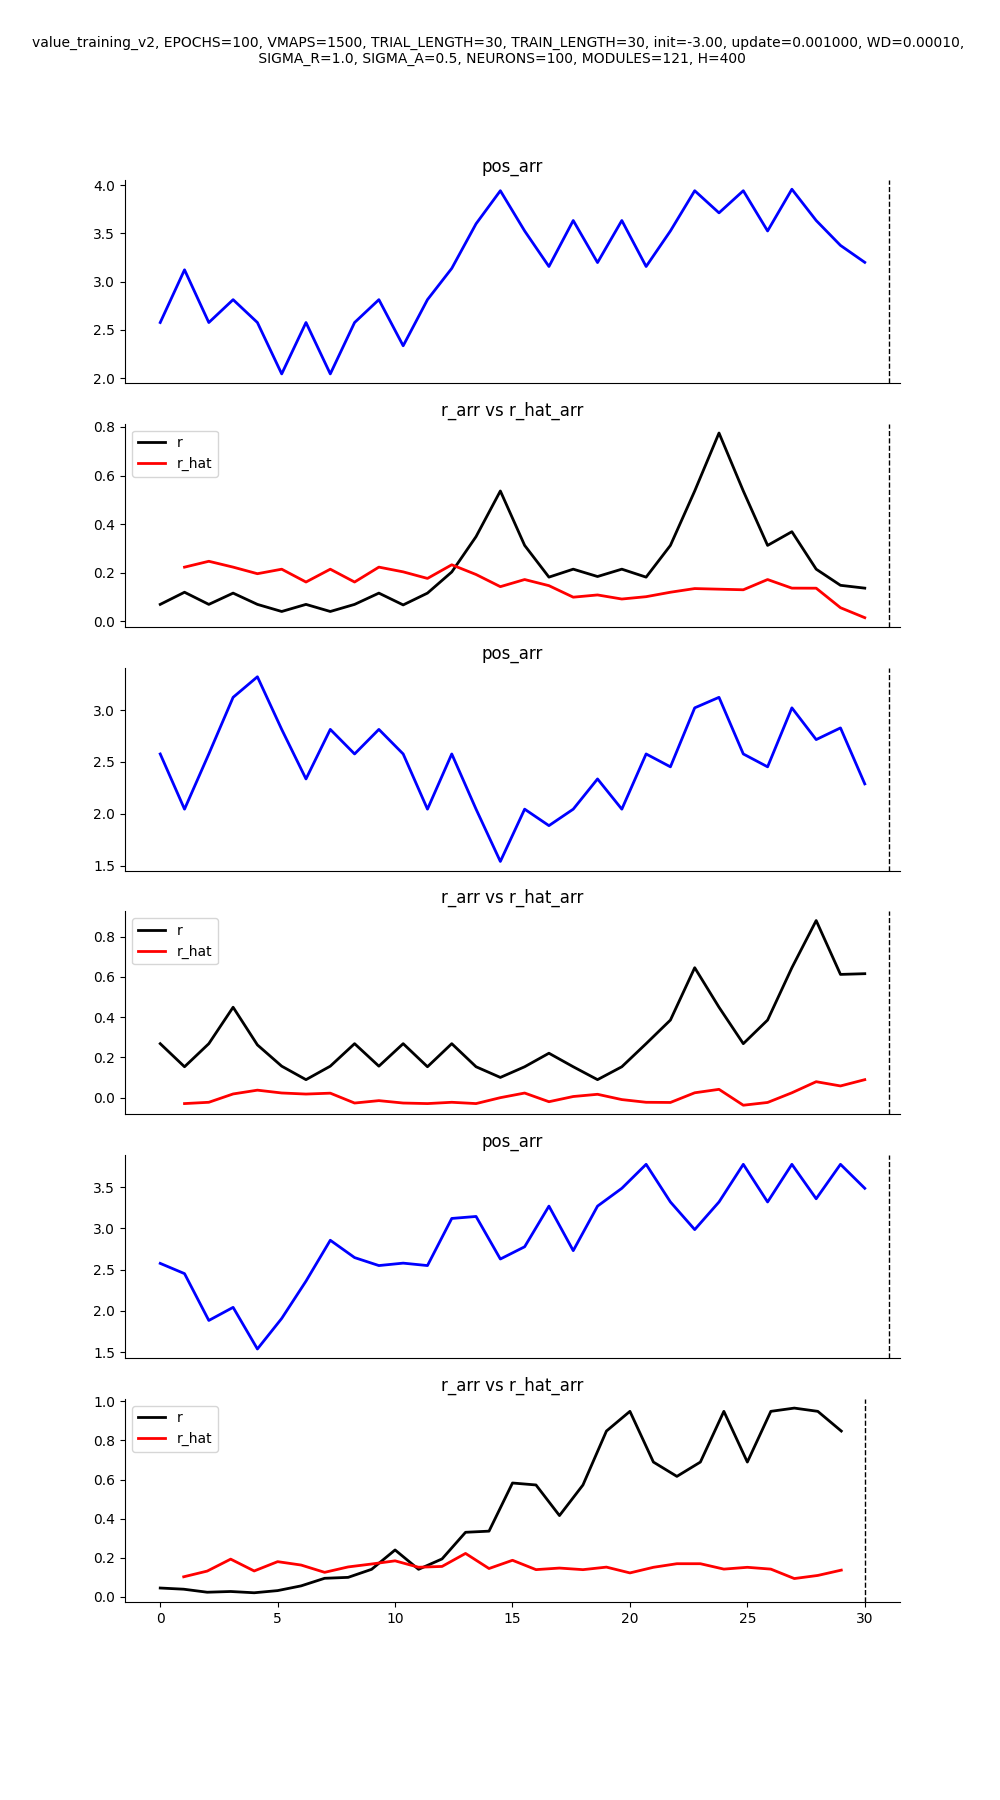 value_training_v2, EPOCHS=100, VMAPS=1500, TRIAL_LENGTH=30, TRAIN_LENGTH=30, init=-3.00, update=0.001000, WD=0.00010,
SIGMA_R=1.0, SIGMA_A=0.5, NEURONS=100, MODULES=121, H=400
pos_arr
4.0
3.5
3.0
2.5
2.0
r_arr vs r_hat_arr
0.8
0.6
0.4
0.2
0.0
r
r_hat
pos_arr
3.0
2.5
2.0
1.5
r_arr vs r_hat_arr
0.8
0.6
0.4
0.2
0.0
r
r_hat
pos_arr
3.5
3.0
2.5
2.0
1.5
r_arr vs r_hat_arr
1.0
0.8
0.6
0.4
0.2
0.0
r
r_hat
0 5 10 15 20 25 30